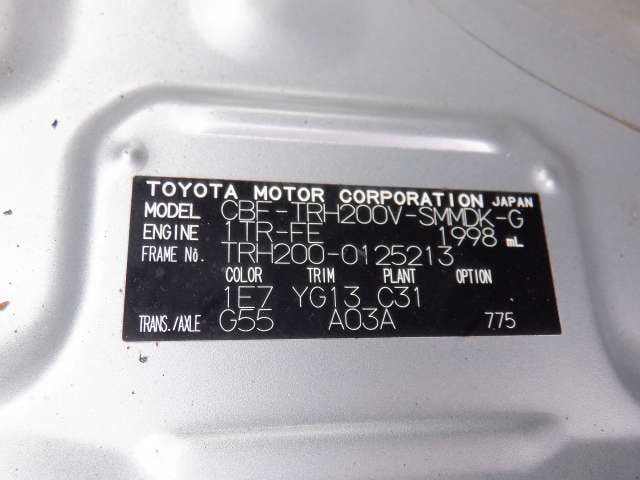 TOYOTA MOTOR CORPORATION JAPAN
MODEL CBF-TRH200V-SMMDK-G
ENGINE 1TR-FE 1998 mL
FRAME No. TRH200-0125213
COLOR TRIM PLANT OPTION
1E7 YG13 C31
TRANS./AXLE G55 A03A 775